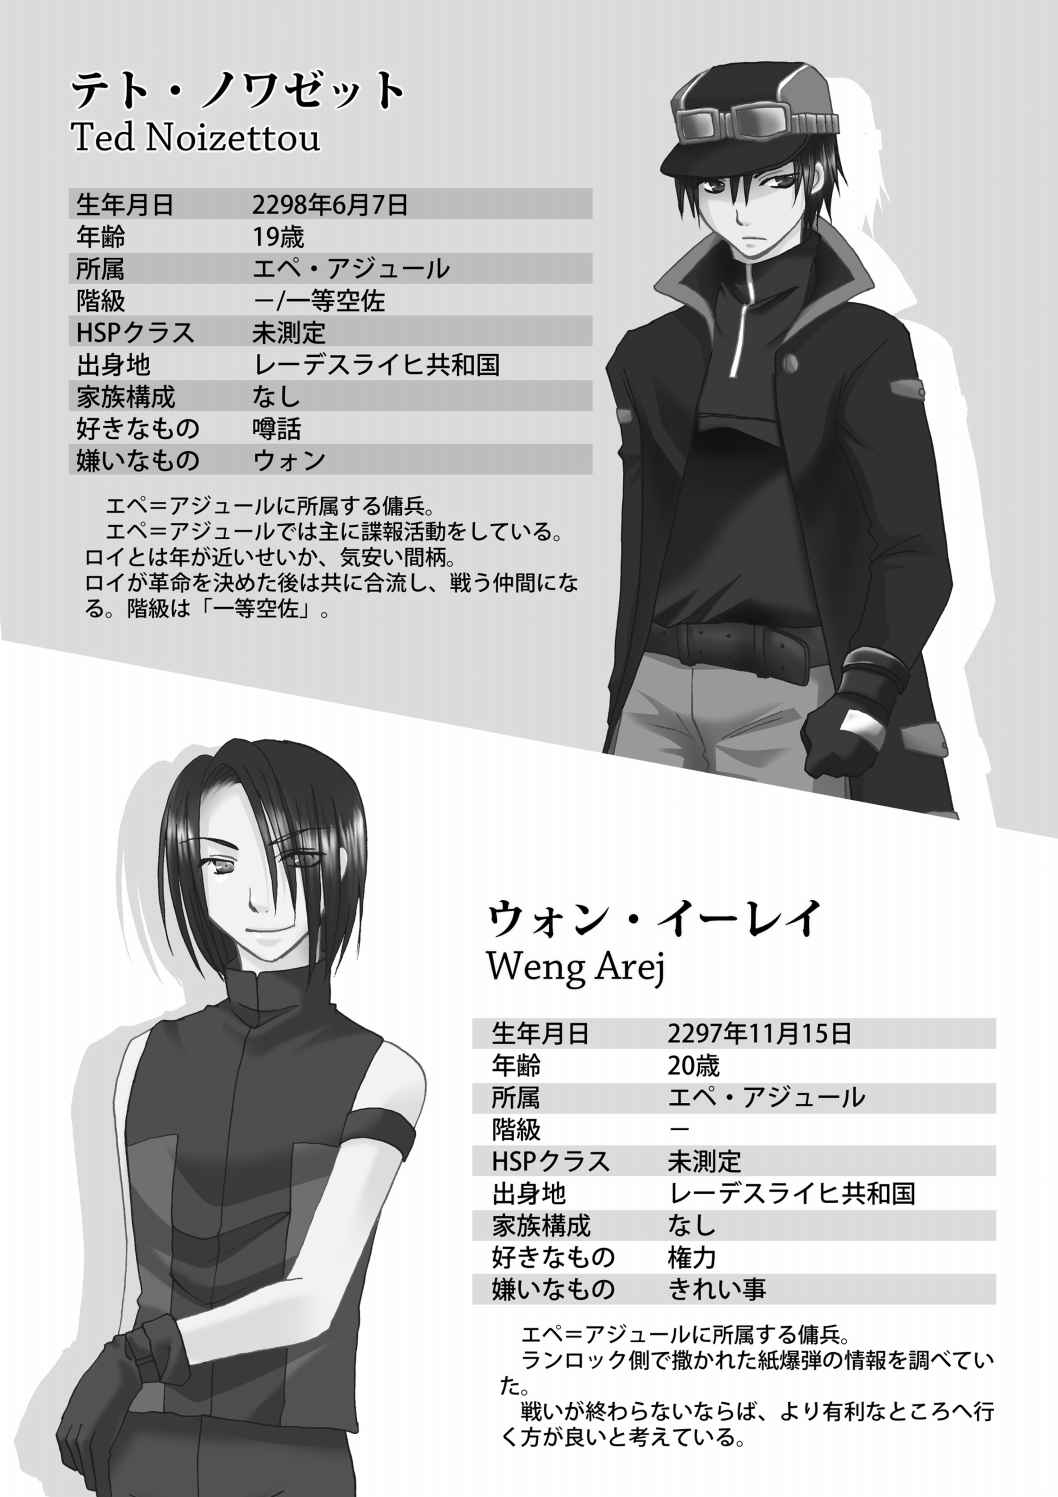 テト・ノワゼット
Ted Noizettou
生年月日 2298年6月7日
年齢 19歳
所属 エペ・アジュール
階級 －/一等空佐
HSPクラス 未測定
出身地 レーデスライヒ共和国
家族構成 なし
好きなもの 噂話
嫌いなもの ウォン
エペ＝アジュールに所属する傭兵。
エペ＝アジュールでは主に諜報活動をしている。
ロイとは年が近いせいか、気安い間柄。
ロイが革命を決めた後は共に合流し、戦う仲間にな
る。階級は「一等空佐」。
ウォン・イーレイ
Weng Arej
生年月日 2297年11月15日
年齢 20歳
所属 エペ・アジュール
階級 －
HSPクラス 未測定
出身地 レーデスライヒ共和国
家族構成 なし
好きなもの 権力
嫌いなもの きれい事
エペ＝アジュールに所属する傭兵。
ランロック側で撒かれた紙爆弾の情報を調べてい
た。
戦いが終わらないならば、より有利なところへ行
く方が良いと考えている。